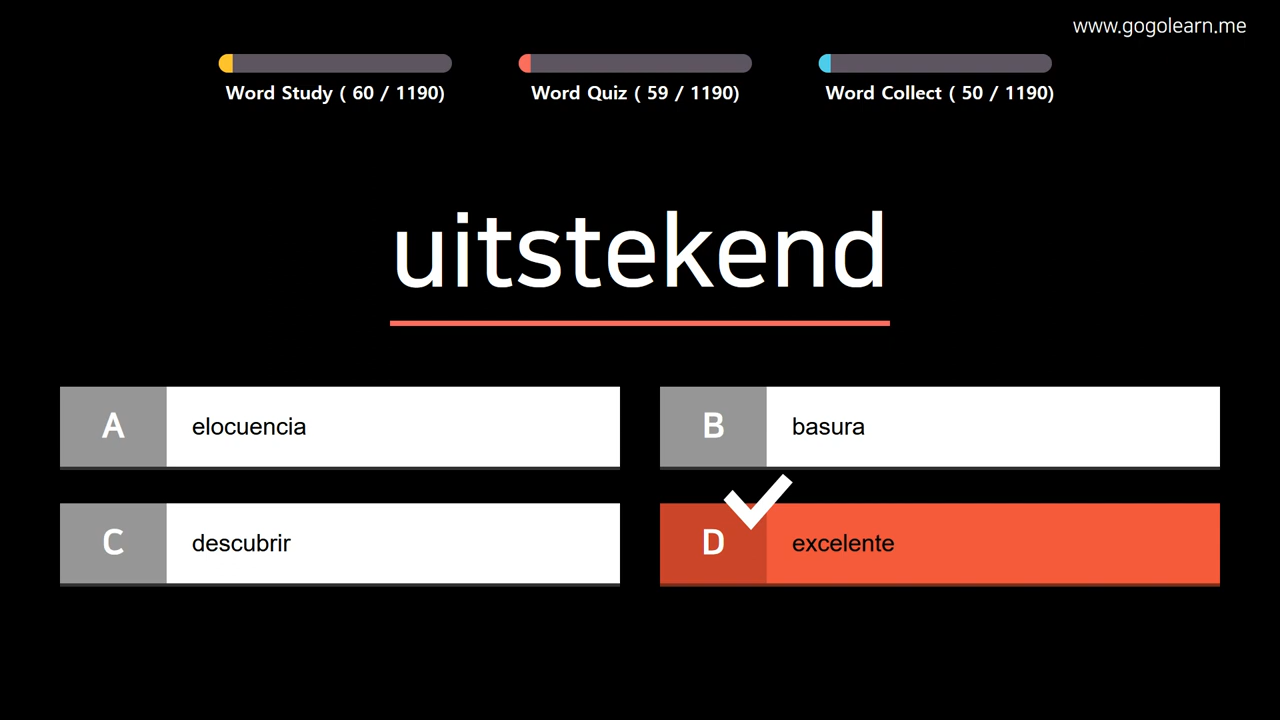 www.gogolearn.me
Word Study ( 60 / 1190)
Word Quiz ( 59 / 1190)
Word Collect ( 50 / 1190)
uitstekend
A elocuencia
B basura
C descubrir
D excelente